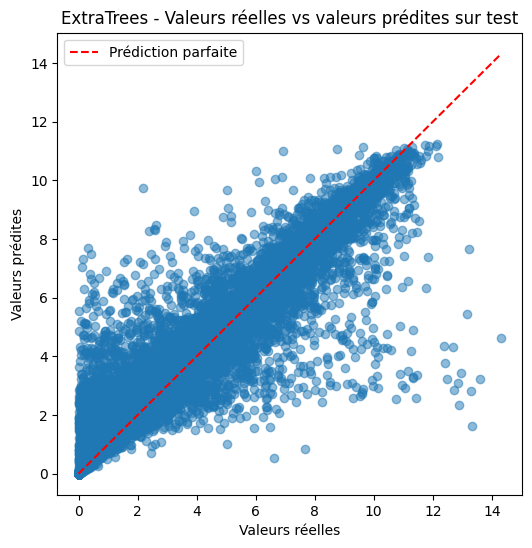 ExtraTrees - Valeurs réelles vs valeurs prédites sur test
Prédiction parfaite
14
12
10
8
6
4
2
0
Valeurs prédites
0 2 4 6 8 10 12 14
Valeurs réelles